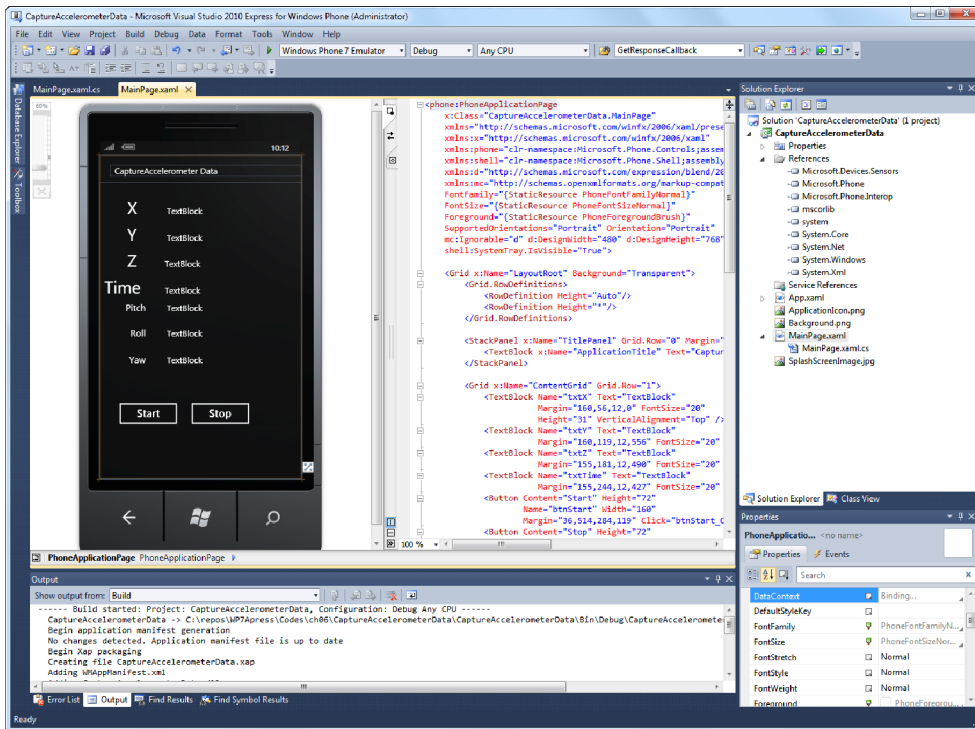 CaptureAccelerometerData - Microsoft Visual Studio 2010 Express for Windows Phone (Administrator)
File Edit View Project Build Debug Data Format Tools Window Help
Windows Phone 7 Emulator Debug Any CPU GetResponseCallback
MainPage.xaml.cs MainPage.xaml
Database Explorer
Toolbox
80%
10:12
CaptureAccelerometer Data
X TextBlock
Y TextBlock
Z TextBlock
Time TextBlock
Pitch TextBlock
Roll TextBlock
Yaw TextBlock
Start Stop
<phone:PhoneApplicationPage
x:Class="CaptureAccelerometerData.MainPage"
xmlns="http://schemas.microsoft.com/winfx/2006/xaml/prese
xmlns:x="http://schemas.microsoft.com/winfx/2006/xaml"
xmlns:phone="clr-namespace:Microsoft.Phone.Controls;assem
xmlns:shell="clr-namespace:Microsoft.Phone.Shell;assembly
xmlns:d="http://schemas.microsoft.com/expression/blend/20
xmlns:mc="http://schemas.openxmlformats.org/markup-compat
FontFamily="{StaticResource PhoneFontFamilyNormal}"
FontSize="{StaticResource PhoneFontSizeNormal}"
Foreground="{StaticResource PhoneForegroundBrush}"
SupportedOrientations="Portrait" Orientation="Portrait"
mc:Ignorable="d" d:DesignWidth="480" d:DesignHeight="768"
shell:SystemTray.IsVisible="True">
<Grid x:Name="LayoutRoot" Background="Transparent">
<Grid.RowDefinitions>
<RowDefinition Height="Auto"/>
<RowDefinition Height="*"/>
</Grid.RowDefinitions>
<StackPanel x:Name="TitlePanel" Grid.Row="0" Margin="
<TextBlock x:Name="ApplicationTitle" Text="Captur
</StackPanel>
<Grid x:Name="ContentGrid" Grid.Row="1">
<TextBlock Name="txtX" Text="TextBlock"
Margin="160,56,12,0" FontSize="20"
Height="31" VerticalAlignment="Top" />
<TextBlock Name="txtY" Text="TextBlock"
Margin="160,119,12,556" FontSize="20"
<TextBlock Name="txtZ" Text="TextBlock"
Margin="155,181,12,490" FontSize="20"
<TextBlock Name="txtTime" Text="TextBlock"
Margin="155,244,12,427" FontSize="20"
<Button Content="Start" Height="72"
Name="btnStart" Width="160"
Margin="36,514,284,119" Click="btnStart_C
<Button Content="Stop" Height="72"
100 %
PhoneApplicationPage PhoneApplicationPage
Output
Show output from: Build
------ Build started: Project: CaptureAccelerometerData, Configuration: Debug Any CPU ------
CaptureAccelerometerData -> C:\repos\WP7Apress\Codes\ch06\CaptureAccelerometerData\CaptureAccelerometerData\Bin\Debug\CaptureAcceleromete
Begin application manifest generation
No changes detected. Application manifest file is up to date
Begin Xap packaging
Creating file CaptureAccelerometerData.xap
Adding WMAppManifest.xml
Error List Output Find Results Find Symbol Results
Ready
Solution Explorer
Solution 'CaptureAccelerometerData' (1 project)
CaptureAccelerometerData
Properties
References
Microsoft.Devices.Sensors
Microsoft.Phone
Microsoft.Phone.Interop
mscorlib
system
System.Core
System.Net
System.Windows
System.Xml
Service References
App.xaml
ApplicationIcon.png
Background.png
MainPage.xaml
MainPage.xaml.cs
SplashScreenImage.jpg
Solution Explorer Class View
Properties
PhoneApplicatio... <no name>
Properties Events
Search
DataContext Binding...
DefaultStyleKey
FontFamily PhoneFontFamilyN...
FontSize PhoneFontSizeNor...
FontStretch Normal
FontStyle Normal
FontWeight Normal
Foreground PhoneForegrou...